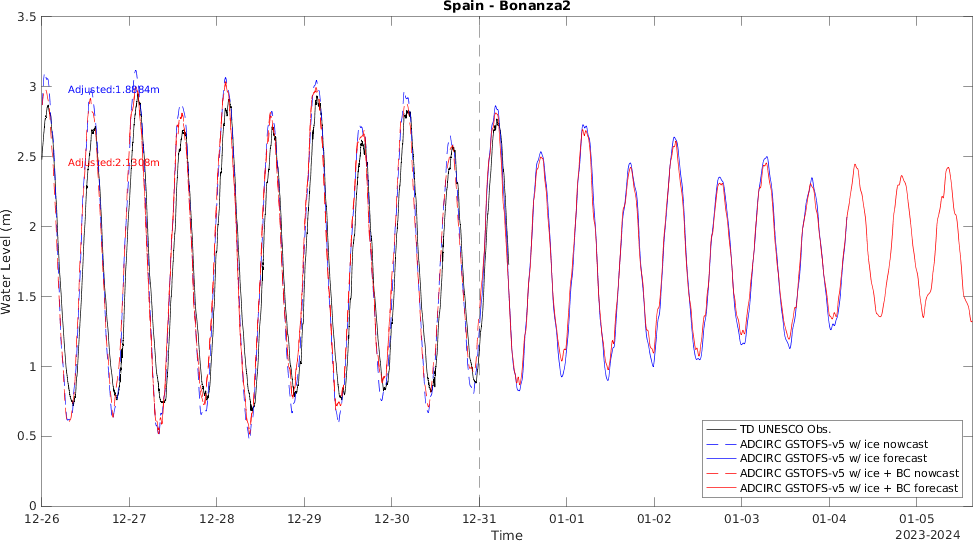 Spain - Bonanza2
3.5
3
2.5
2
1.5
1
0.5
0
Water Level (m)
Adjusted:1.8884m
Adjusted:2.1308m
TD UNESCO Obs.
ADCIRC GSTOFS-v5 w/ ice nowcast
ADCIRC GSTOFS-v5 w/ ice forecast
ADCIRC GSTOFS-v5 w/ ice + BC nowcast
ADCIRC GSTOFS-v5 w/ ice + BC forecast
12-26 12-27 12-28 12-29 12-30 12-31 01-01 01-02 01-03 01-04 01-05
Time
2023-2024